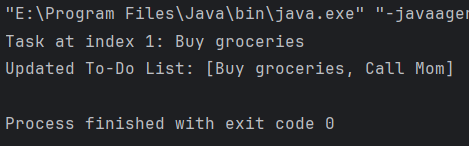 "E:\Program Files\Java\bin\java.exe" "-javaager
Task at index 1: Buy groceries
Updated To-Do List: [Buy groceries, Call Mom]
Process finished with exit code 0